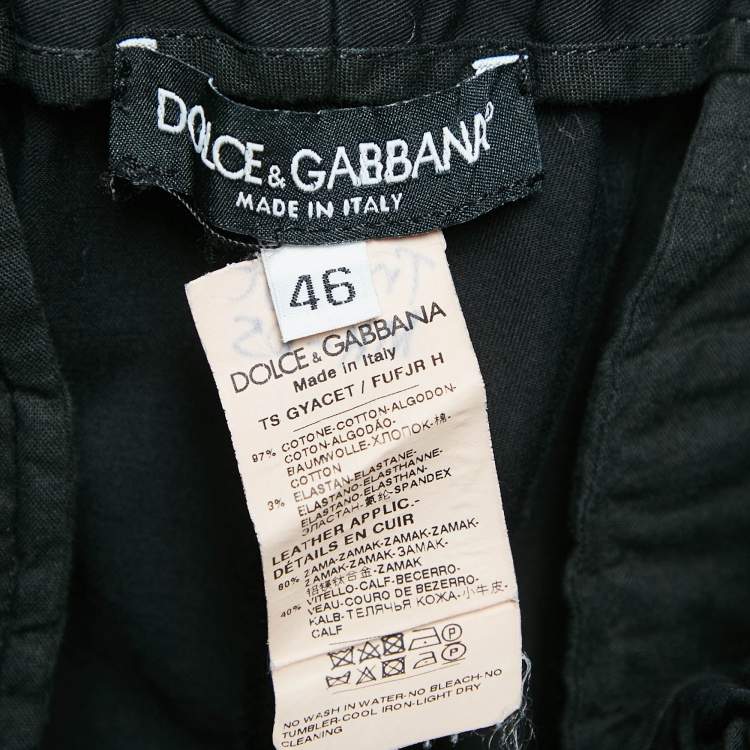 DOLCE & GABBANA
MADE IN ITALY
46
DOLCE & GABBANA
Made in Italy
TS GYACET / FUFJR H
97% COTONE-COTTON-ALGODON-
COTON-ALGODÃO-
BAUMWOLLE-ХЛОПОК-棉-
COTTON
3% ELASTAN-ELASTANE-
ELASTANO-ELASTHANNE-
ELASTANO-ELASTHAN-
ЭЛАСТАН-氨纶-SPANDEX
LEATHER APPLIC.-
DÉTAILS EN CUIR
60% ZAMA-ZAMAK-ZAMAK-ZAMAK-
ZAMAK-ZAMAK-ЗАМАК-
钛合金-ZAMAK
40% VITELLO-CALF-BECERRO-
VEAU-COURO DE BEZERRO-
KALB-ТЕЛЯЧЬЯ КОЖА-小牛皮-
CALF
P
NO WASH IN WATER-NO BLEACH-NO
TUMBLER-COOL IRON-LIGHT DRY
CLEANING